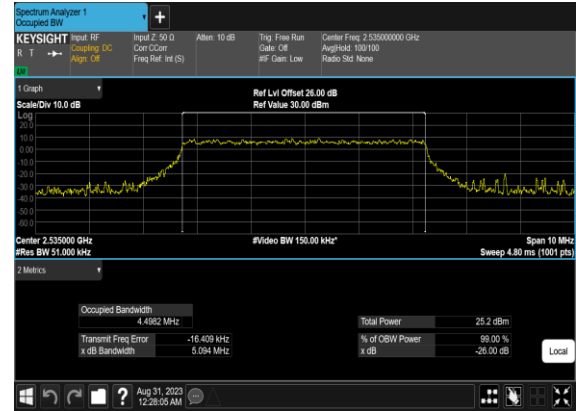 Spectrum Analyzer 1
Occupied BW
KEYSIGHT
R T
LV
Input: RF
Coupling: DC
Align: Off
Input Z: 50 Ω
Corr CCorr
Freq Ref: Int (S)
Atten: 10 dB
Trig: Free Run
Gate: Off
#IF Gain: Low
Center Freq: 2.535000000 GHz
Avg|Hold: 100/100
Radio Std: None
1 Graph
Scale/Div 10.0 dB
Ref Lvl Offset 26.00 dB
Ref Value 30.00 dBm
Log
20.0
10.0
0.00
-10.0
-20.0
-30.0
-40.0
-50.0
-60.0
Center 2.535000 GHz
#Video BW 150.00 kHz*
Span 10 MHz
#Res BW 51.000 kHz
Sweep 4.80 ms (1001 pts)
2 Metrics
Occupied Bandwidth
4.4982 MHz
Total Power 25.2 dBm
Transmit Freq Error -16.409 kHz
% of OBW Power 99.00 %
x dB Bandwidth 5.094 MHz
x dB -26.00 dB
Local
?
Aug 31, 2023
12:28:05 AM